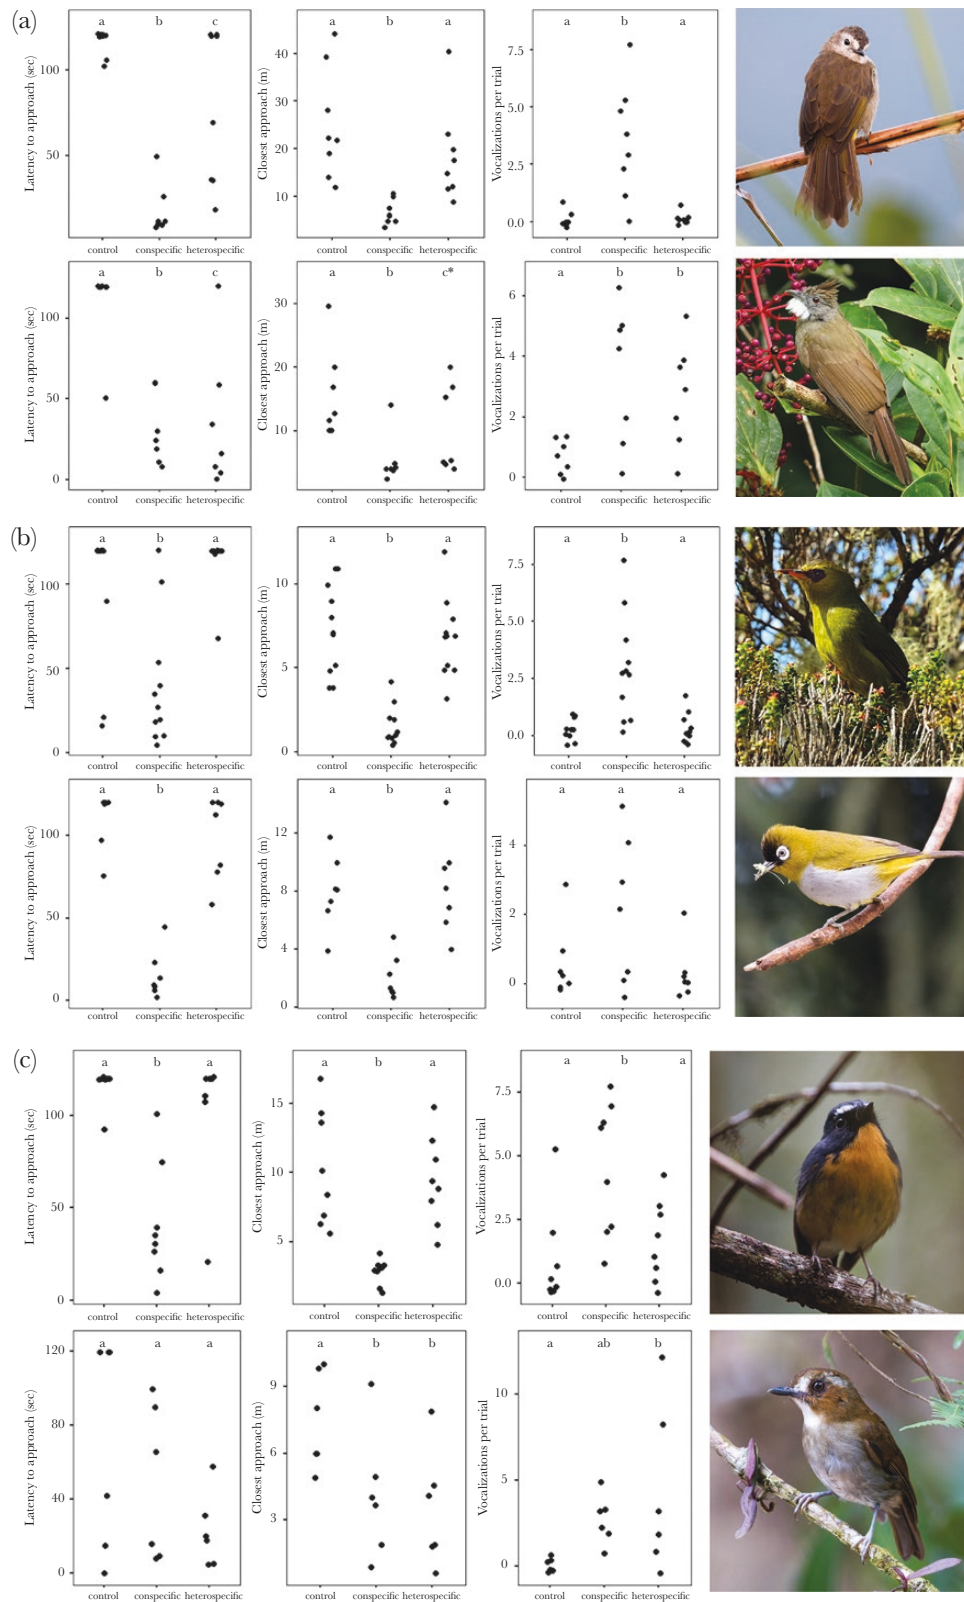 (a)
a b c
Latency to approach (sec)
100
50
control conspecific heterospecific
a b a
Closest approach (m)
40
30
20
10
control conspecific heterospecific
a b a
Vocalizations per trial
7.5
5.0
2.5
0.0
control conspecific heterospecific
a b c
Latency to approach (sec)
100
50
0
control conspecific heterospecific
a b c*
Closest approach (m)
30
20
10
control conspecific heterospecific
a b b
Vocalizations per trial
6
4
2
0
control conspecific heterospecific
(b)
a b a
Latency to approach (sec)
100
50
0
control conspecific heterospecific
a b a
Closest approach (m)
10
5
0
control conspecific heterospecific
a b a
Vocalizations per trial
7.5
5.0
2.5
0.0
control conspecific heterospecific
a b a
Latency to approach (sec)
100
50
0
control conspecific heterospecific
a b a
Closest approach (m)
12
8
4
0
control conspecific heterospecific
a a a
Vocalizations per trial
4
2
0
control conspecific heterospecific
(c)
a b a
Latency to approach (sec)
100
50
0
control conspecific heterospecific
a b a
Closest approach (m)
15
10
5
control conspecific heterospecific
a b a
Vocalizations per trial
7.5
5.0
2.5
0.0
control conspecific heterospecific
a a a
Latency to approach (sec)
120
80
40
0
control conspecific heterospecific
a b b
Closest approach (m)
9
6
3
control conspecific heterospecific
a ab b
Vocalizations per trial
10
5
0
control conspecific heterospecific